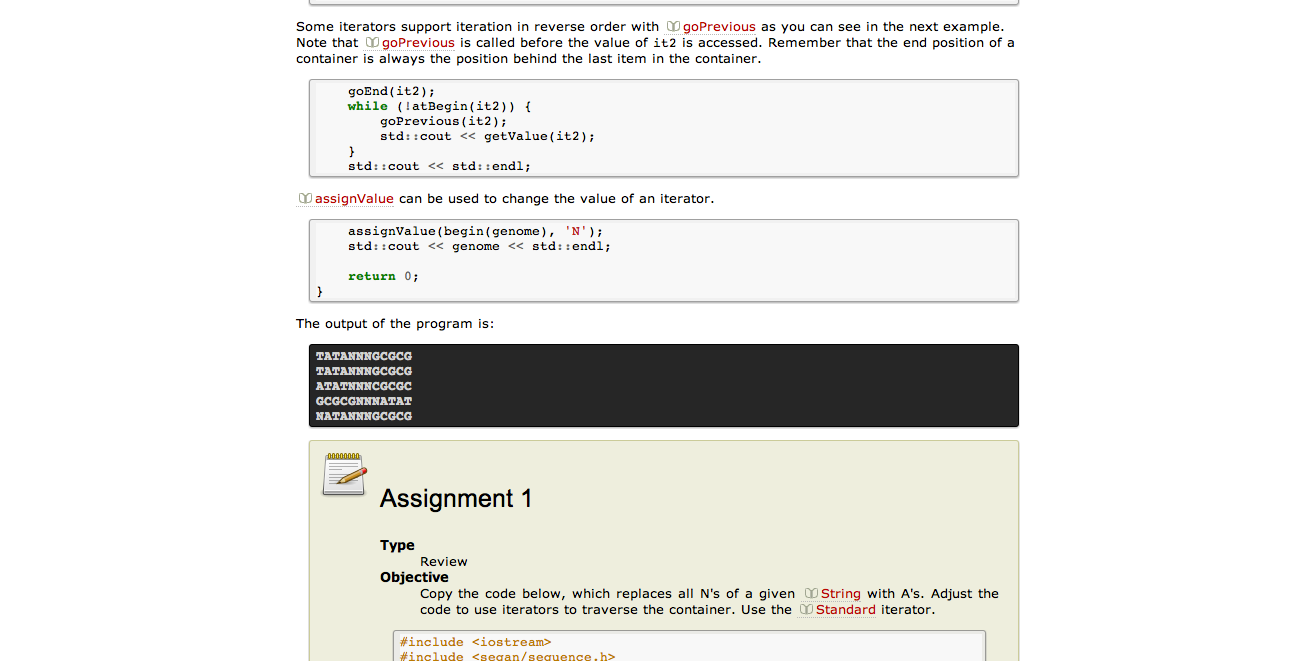 Some iterators support iteration in reverse order with goPrevious as you can see in the next example.
Note that goPrevious is called before the value of it2 is accessed. Remember that the end position of a
container is always the position behind the last item in the container.
goEnd(it2);
while (!atBegin(it2)) {
goPrevious(it2);
std::cout << getValue(it2);
}
std::cout << std::endl;
assignValue can be used to change the value of an iterator.
assignValue(begin(genome), 'N');
std::cout << genome << std::endl;
return 0;
}
The output of the program is:
TATANNNGCGCG
TATANNNGCGCG
ATATNNNCGCGC
GCGCGNNNATAT
NATANNNGCGCG
Assignment 1
Type
Review
Objective
Copy the code below, which replaces all N's of a given String with A's. Adjust the
code to use iterators to traverse the container. Use the Standard iterator.
#include <iostream>
#include <seqan/sequence.h>